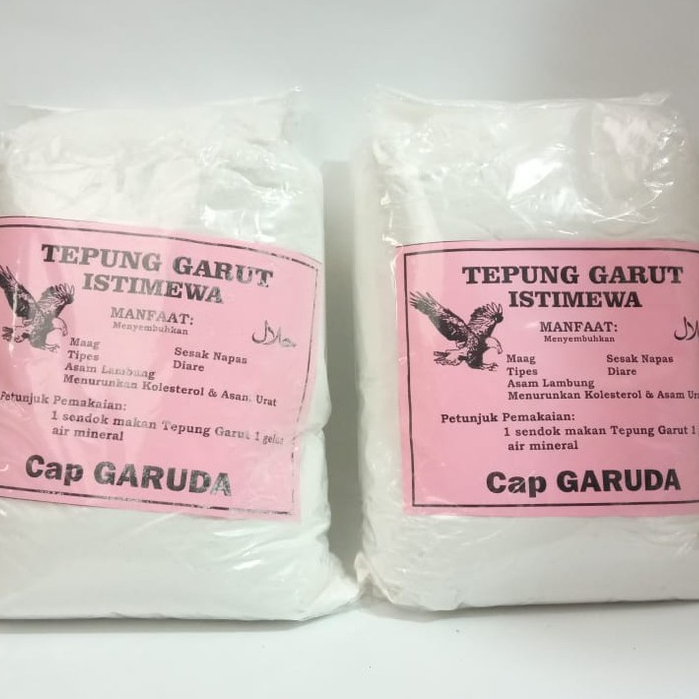 TEPUNG GARUT
ISTIMEWA
MANFAAT:
Menyembuhkan
حلال
Maag
Sesak Napas
Tipes
Diare
Asam Lambung
Menurunkan Kolesterol & Asam Urat
Petunjuk Pemakaian:
1 sendok makan Tepung Garut 1 gelas
air mineral
Cap GARUDA
TEPUNG GARUT
ISTIMEWA
MANFAAT:
Menyembuhkan
Maag
Sesak Napas
Tipes
Diare
Asam Lambung
Menurunkan Kolesterol & Asam Ura
Petunjuk Pemakaian:
1 sendok makan Tepung Garut 1
air mineral
Cap GARUDA